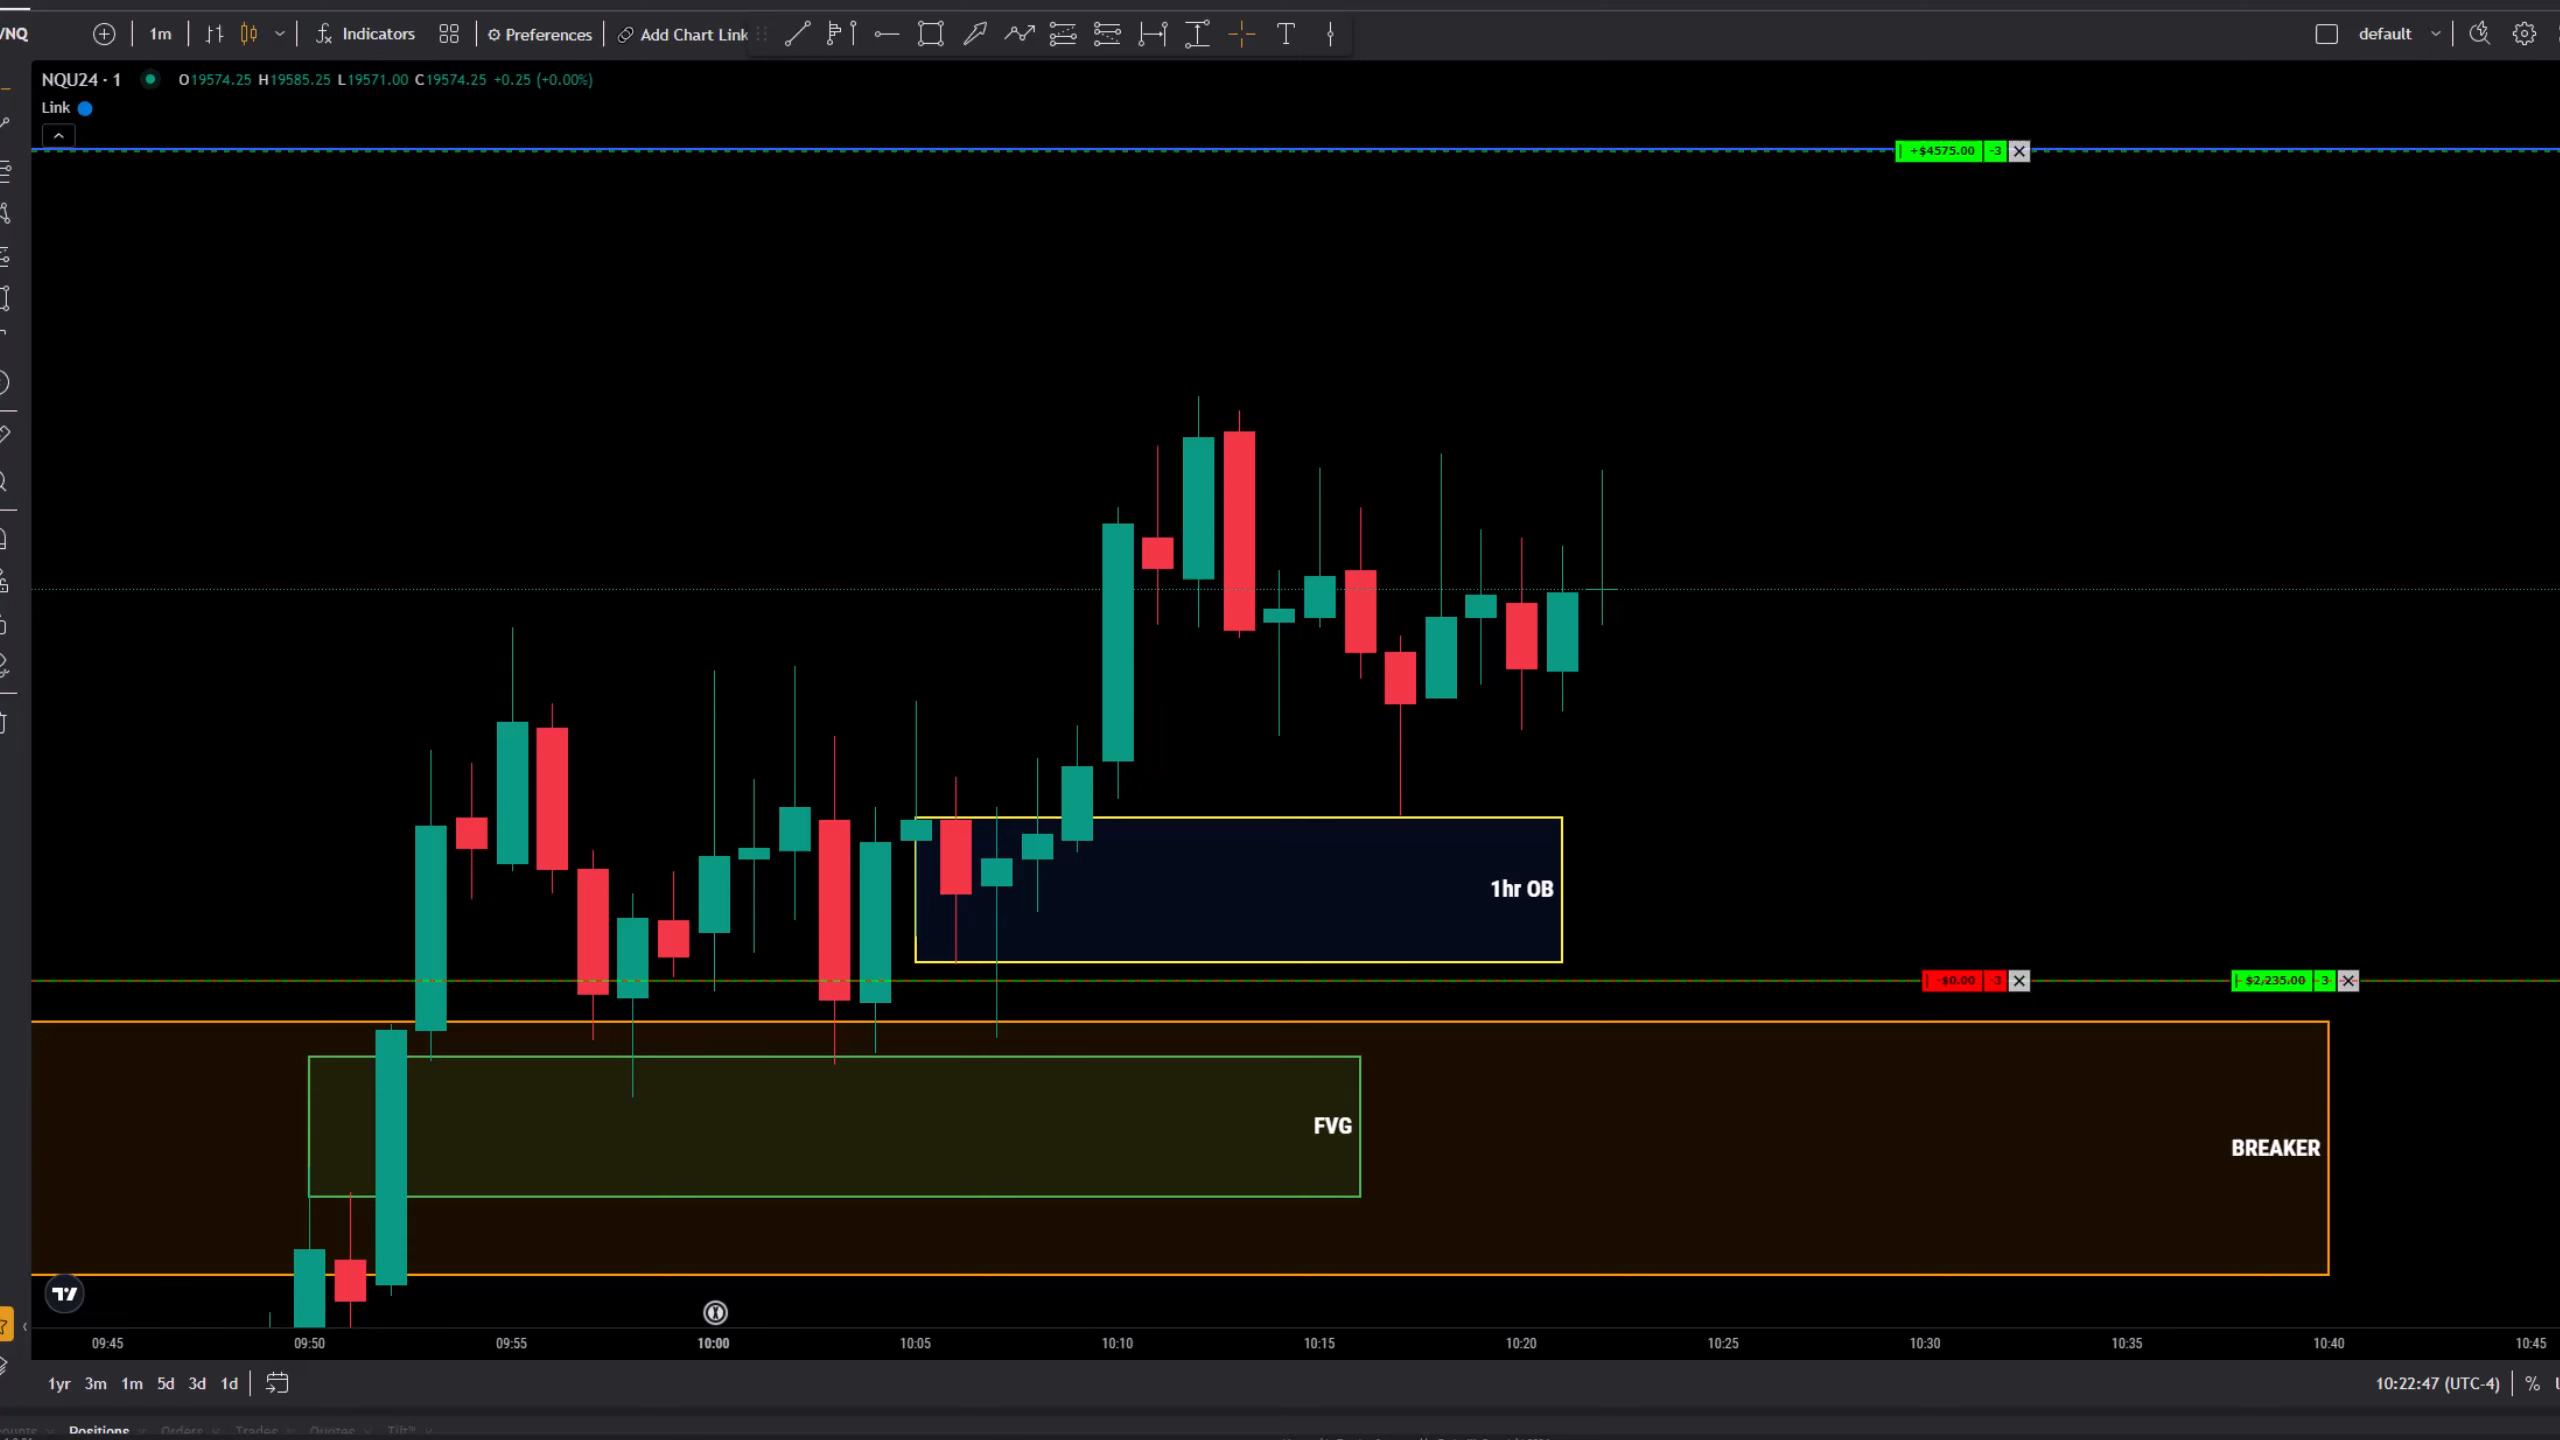 /NQ 1m Indicators Preferences Add Chart Link T default
NQU24 · 1 O19574.25 H19585.25 L19571.00 C19574.25 +0.25 (+0.00%)
Link
+$4575.00 -3
1hr OB
-$0.00 -3 $2,235.00 3
FVG
BREAKER
09:45 09:50 09:55 10:00 10:05 10:10 10:15 10:20 10:25 10:30 10:35 10:40 10:45
1yr 3m 1m 5d 3d 1d 10:22:47 (UTC-4) %
Positions Orders Trades Quotes